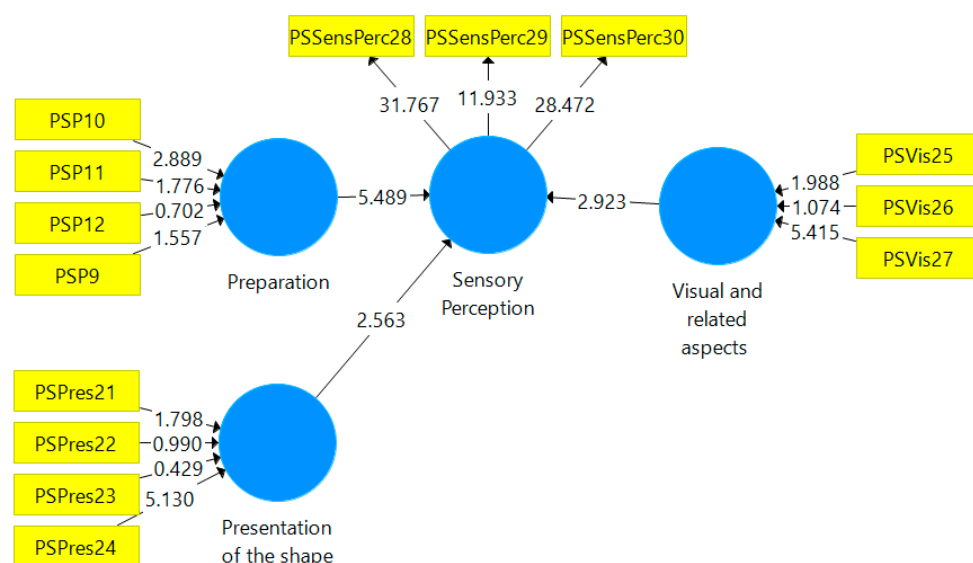 PSSensPerc28
PSSensPerc29
PSSensPerc30
31.767
11.933
28.472
PSP10
PSP11
PSP12
PSP9
2.889
1.776
0.702
1.557
Preparation
5.489
Sensory
Perception
2.923
Visual and
related
aspects
1.988
1.074
5.415
PSVis25
PSVis26
PSVis27
2.563
PSPres21
PSPres22
PSPres23
PSPres24
1.798
0.990
0.429
5.130
Presentation
of the shape